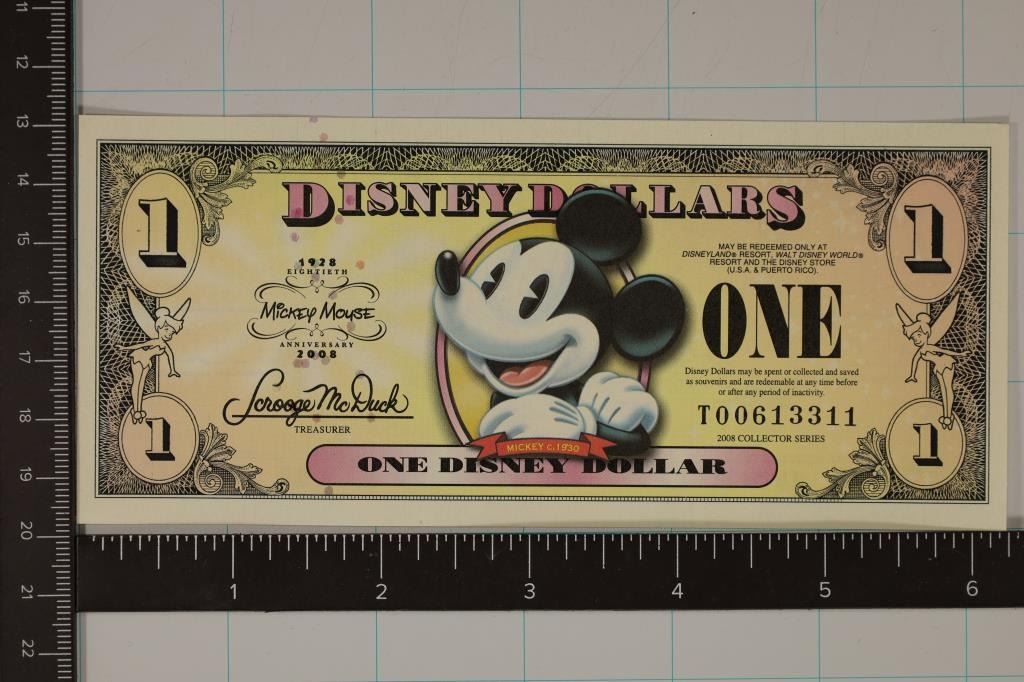 11
12
13
14
15
16
17
18
19
20
21
22
DISNEY DOLLARS
1
1
1928
EIGHTIETH
MICKEY MOUSE
ANNIVERSARY
2008
Scrooge McDuck
TREASURER
MAY BE REDEEMED ONLY AT
DISNEYLAND® RESORT, WALT DISNEY WORLD®
RESORT AND THE DISNEY STORE
(U.S.A. & PUERTO RICO).
ONE
Disney Dollars may be spent or collected and saved
as souvenirs and are redeemable at any time before
or after any period of inactivity.
T00613311
2008 COLLECTOR SERIES
1
1
MICKEY c.1930
ONE DISNEY DOLLAR
1 2 3 4 5 6